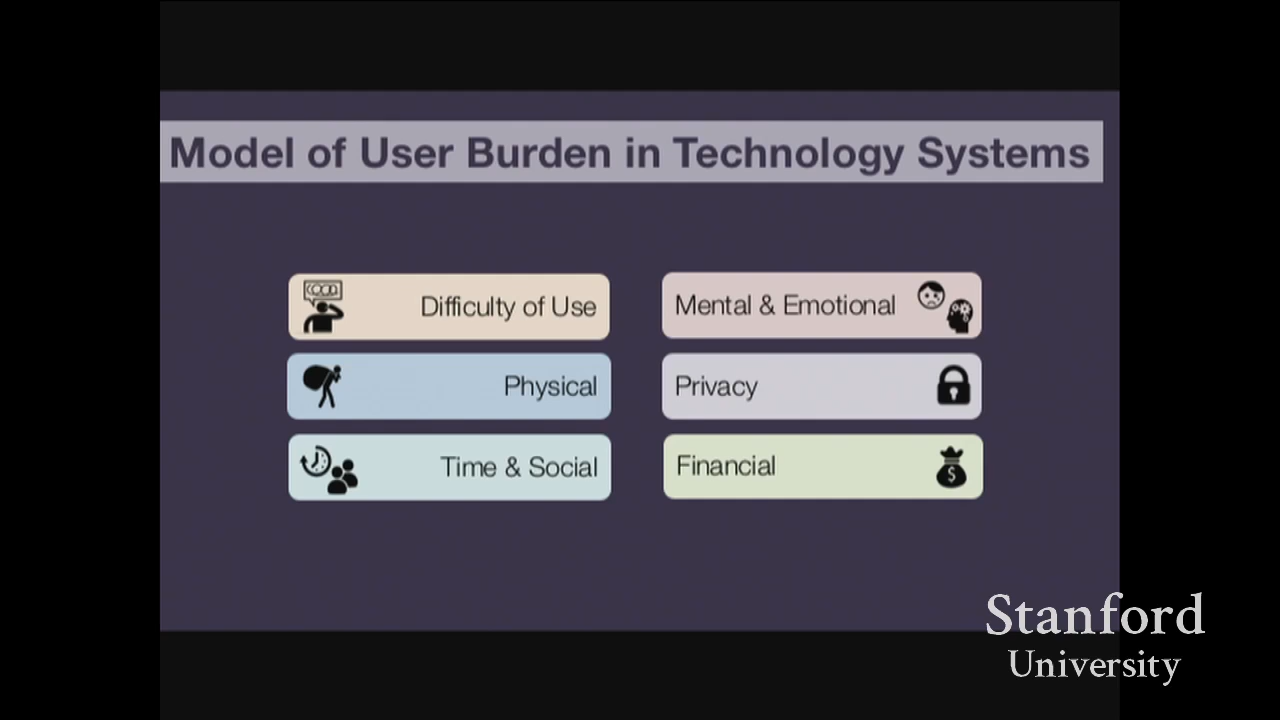 Model of User Burden in Technology Systems
Difficulty of Use
Mental & Emotional
Physical
Privacy
Time & Social
Financial
$
Stanford
University